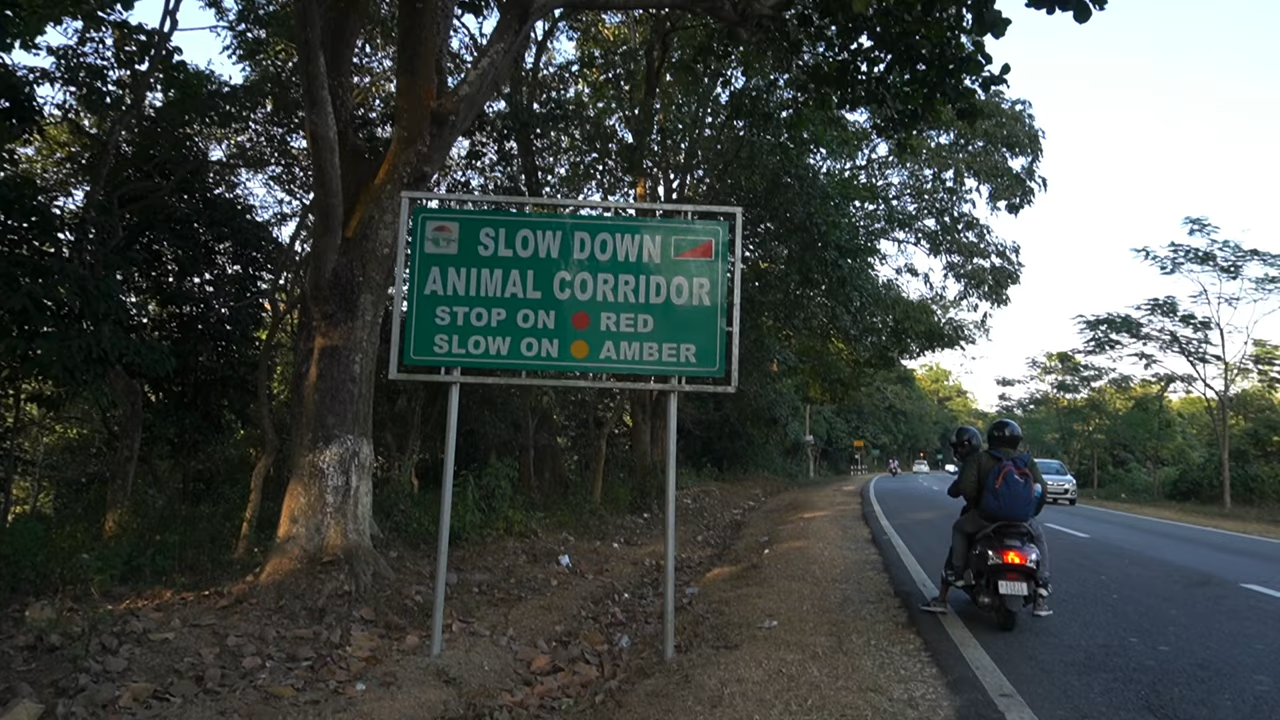 SLOW DOWN
ANIMAL CORRIDOR
STOP ON RED
SLOW ON AMBER